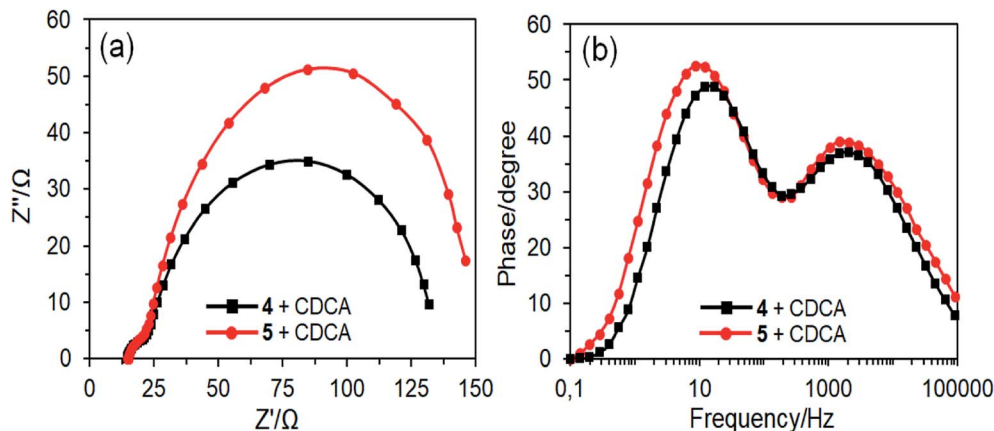 (a)
60
50
40
30
20
10
0
Z"/Ω
4 + CDCA
5 + CDCA
0 25 50 75 100 125 150
Z'/Ω
(b)
60
50
40
30
20
10
0
Phase/degree
4 + CDCA
5 + CDCA
0,1 10 1000 100000
Frequency/Hz